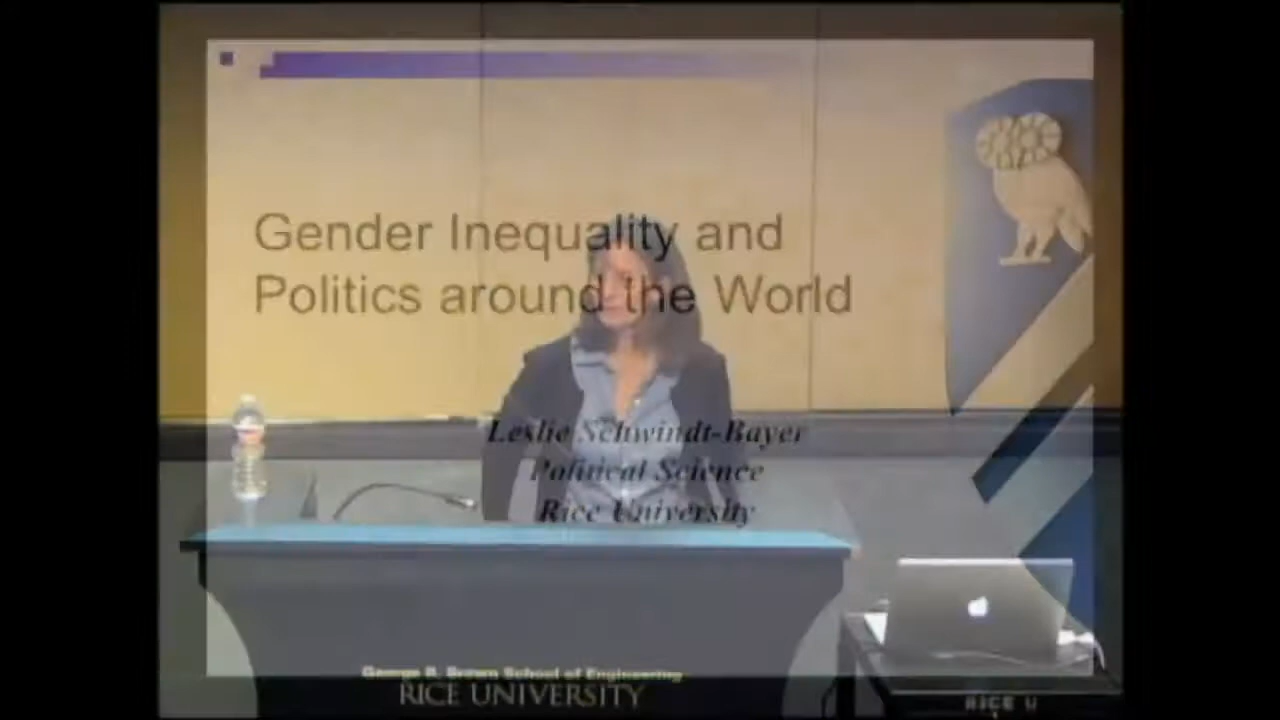 Gender Inequality and
Politics around the World
Leslie Schwindt-Bayer
Political Science
Rice University
George R. Brown School of Engineering
RICE UNIVERSITY
RICE U